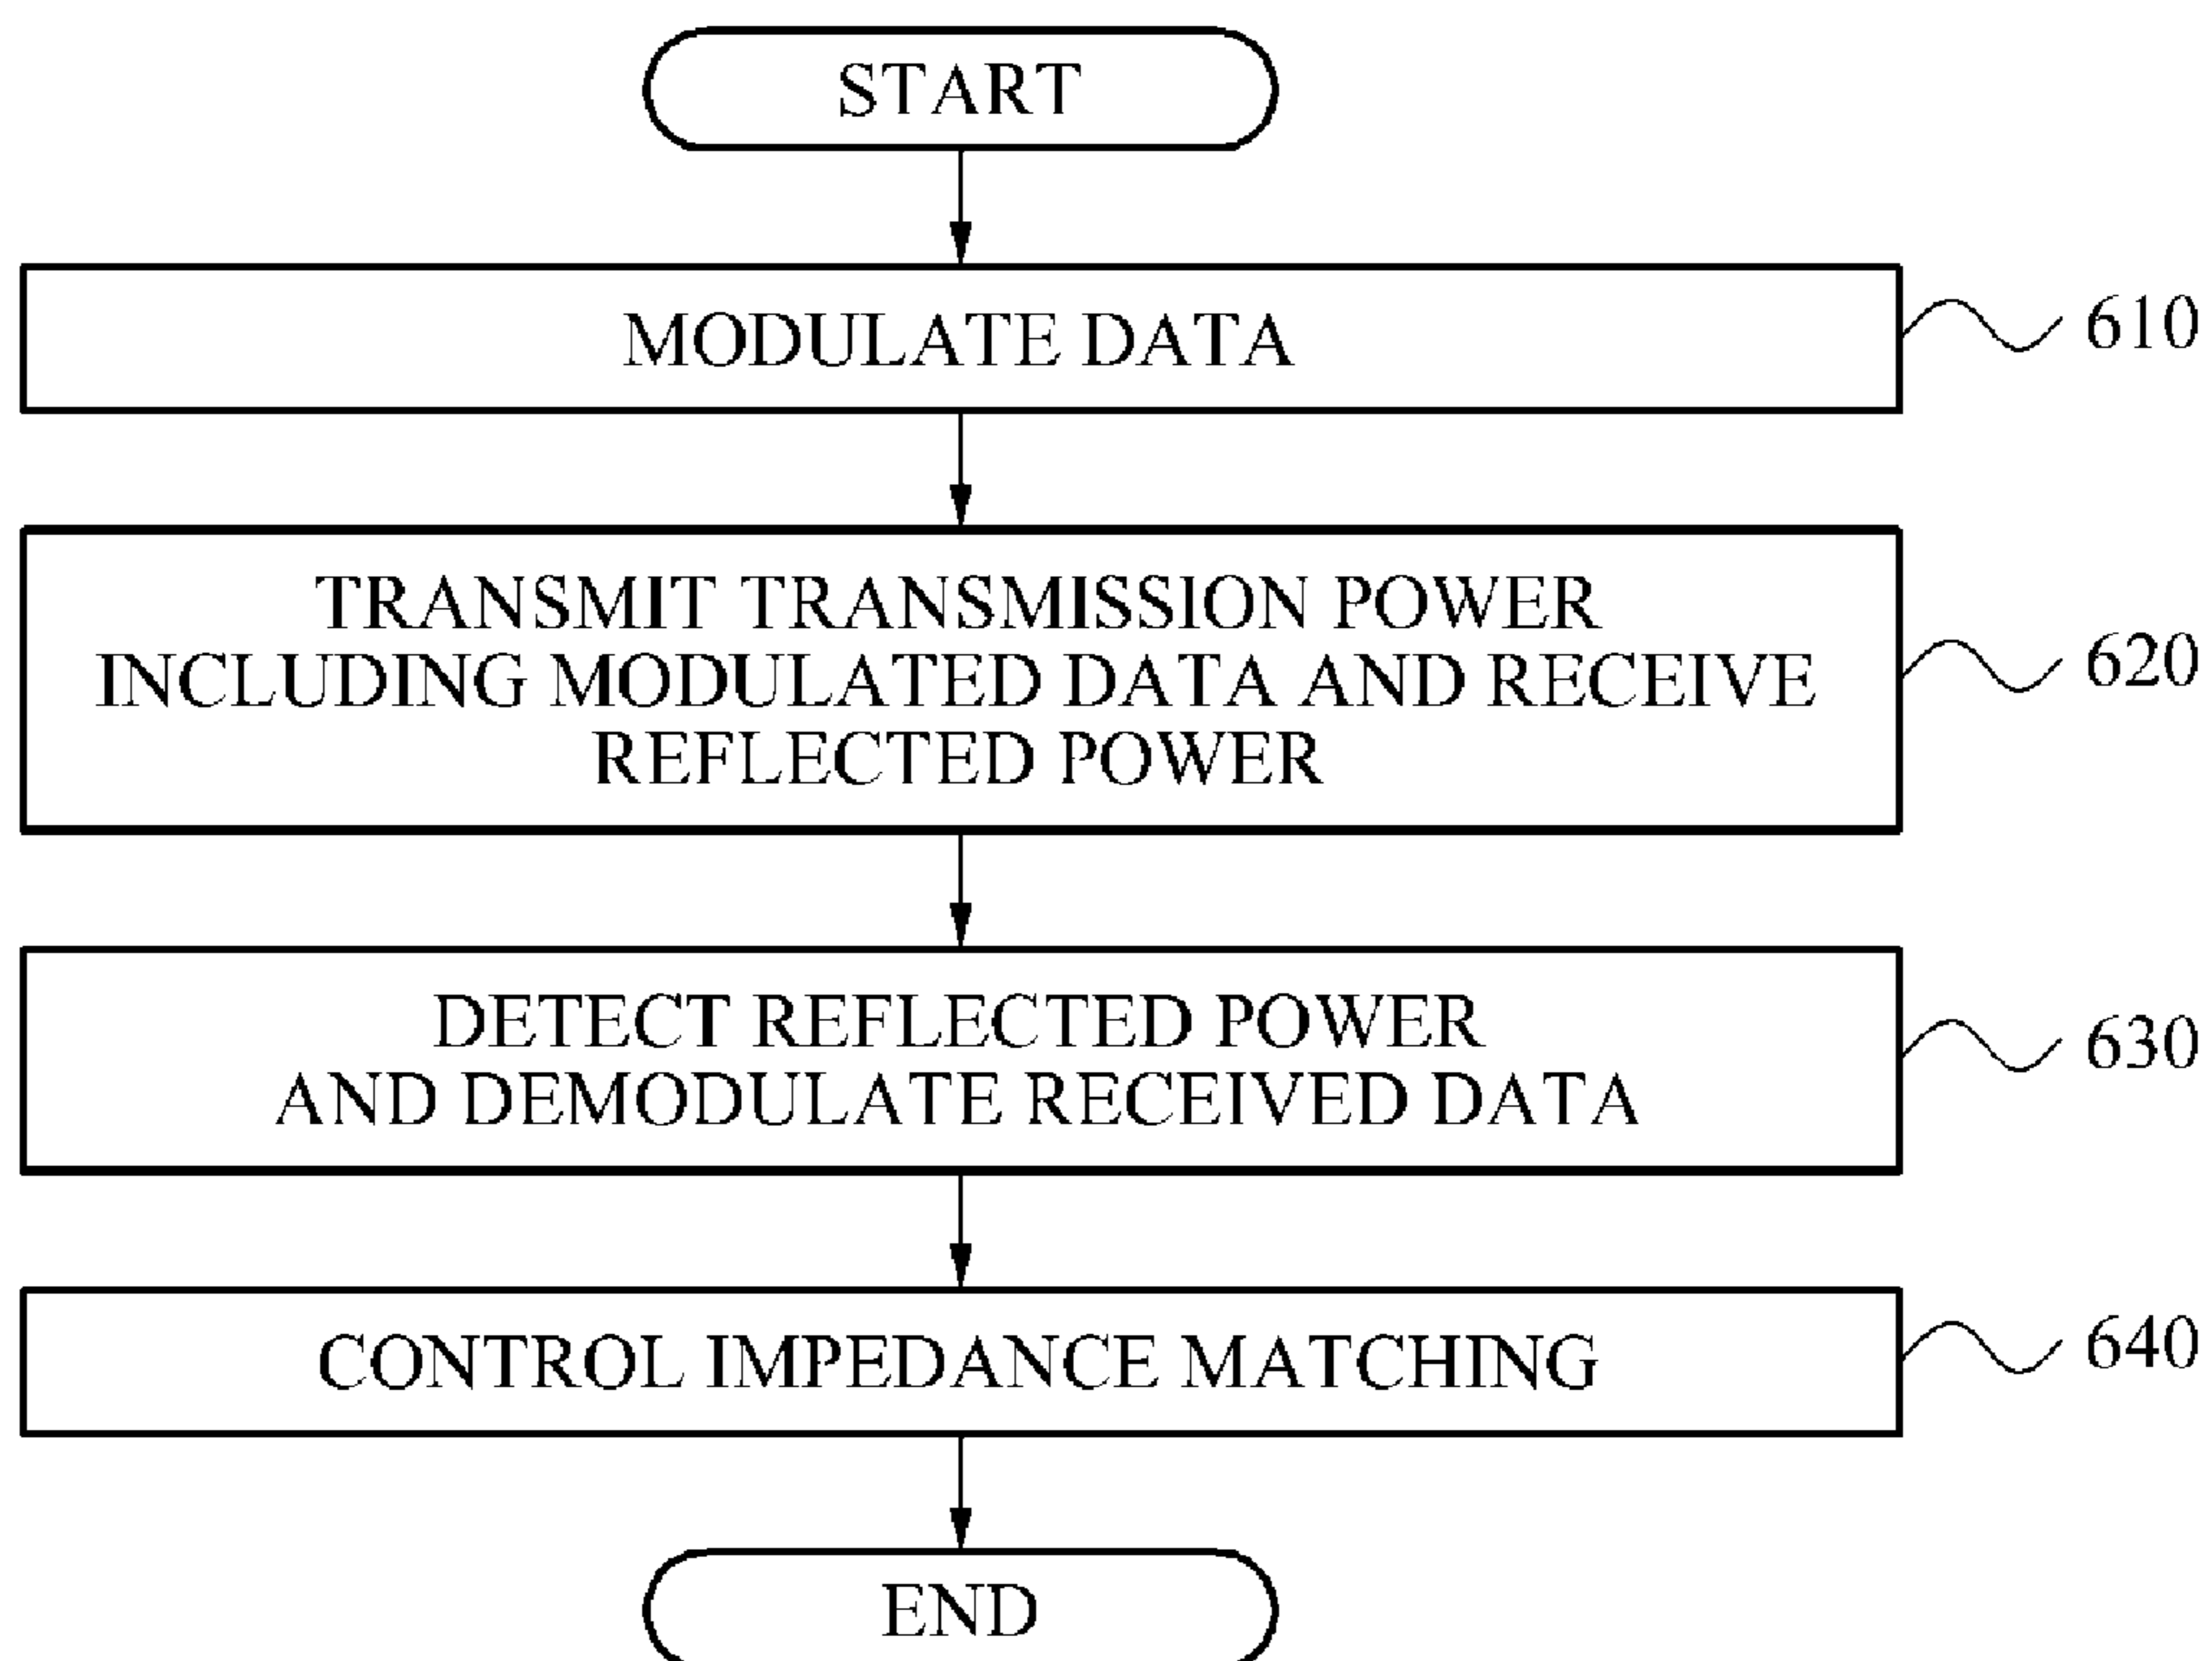 START
MODULATE DATA
610
TRANSMIT TRANSMISSION POWER
INCLUDING MODULATED DATA AND RECEIVE
REFLECTED POWER
620
DETECT REFLECTED POWER
AND DEMODULATE RECEIVED DATA
630
CONTROL IMPEDANCE MATCHING
640
END